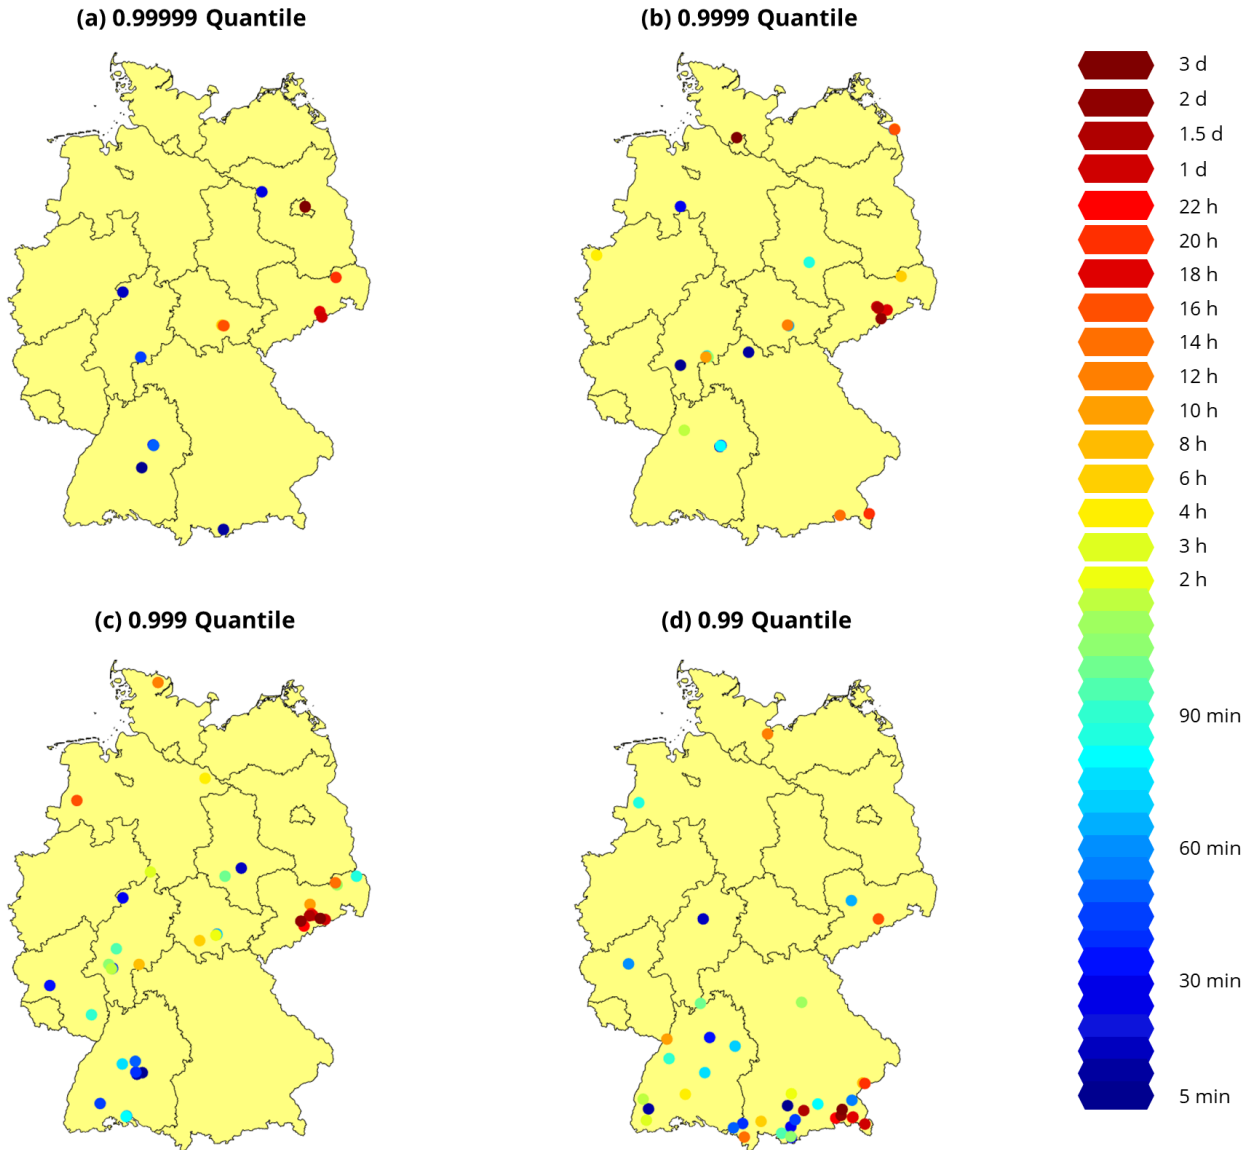 (a) 0.99999 Quantile
(b) 0.9999 Quantile
3 d
2 d
1.5 d
1 d
22 h
20 h
18 h
16 h
14 h
12 h
10 h
8 h
6 h
4 h
3 h
2 h
(c) 0.999 Quantile
(d) 0.99 Quantile
90 min
60 min
30 min
5 min